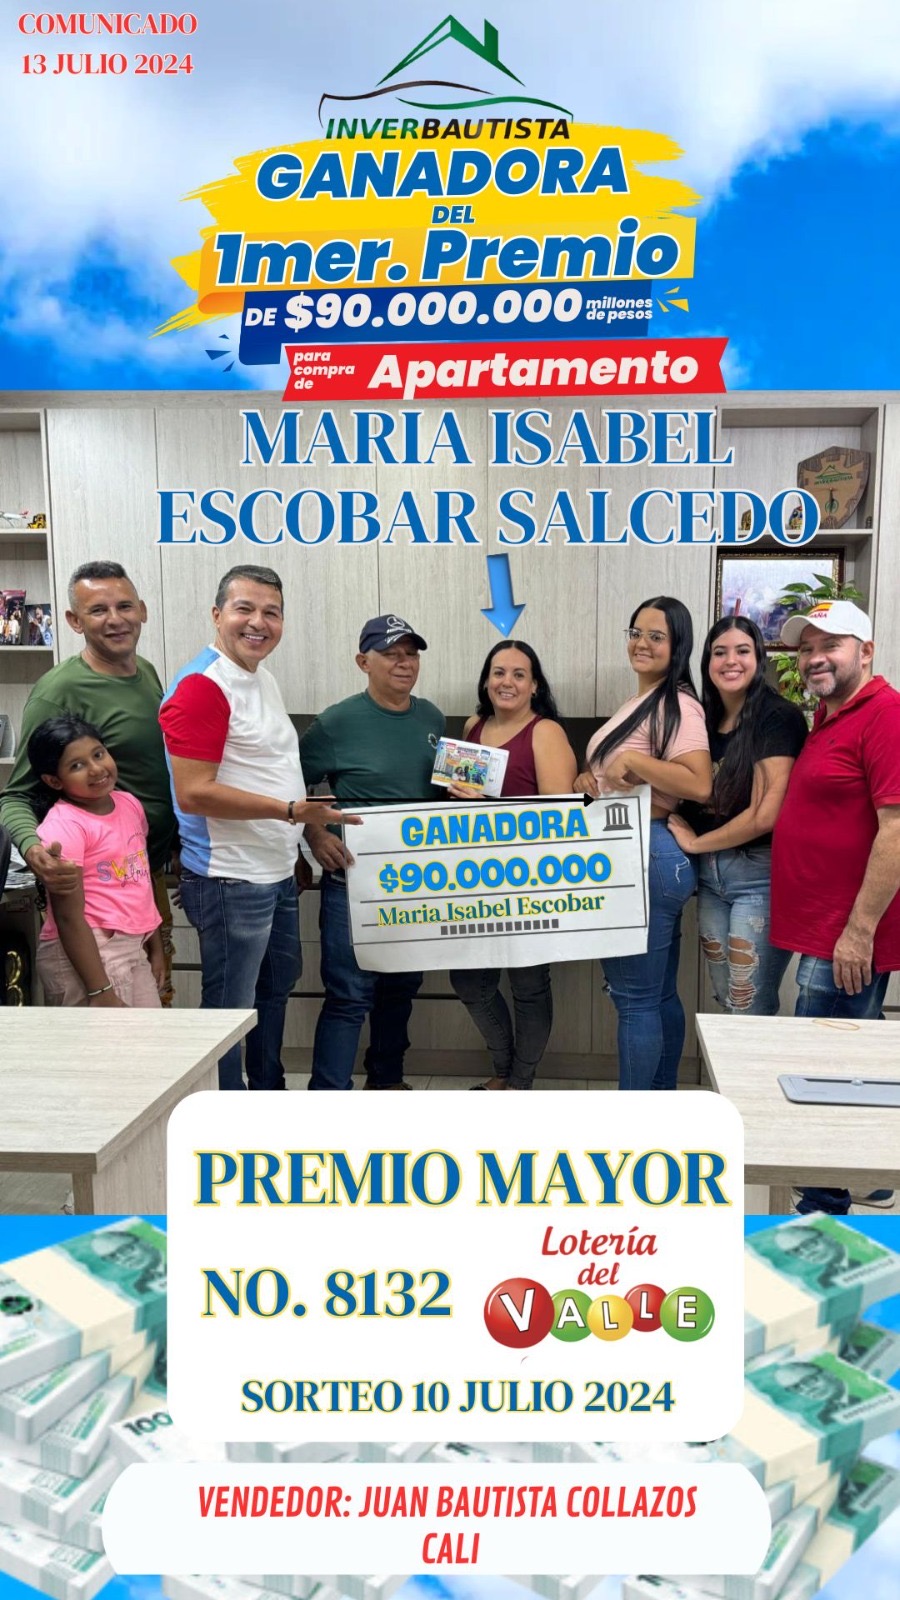 COMUNICADO
13 JULIO 2024
INVERBAUTISTA
GANADORA
DEL
1mer. Premio
DE $90.000.000 millones de pesos
para compra de Apartamento
MARIA ISABEL
ESCOBAR SALCEDO
INVERBAUTISTA
GANADORA
$90.000.000
Maria Isabel Escobar
PREMIO MAYOR
NO. 8132
Lotería
del
VALLE
SORTEO 10 JULIO 2024
100
VENDEDOR: JUAN BAUTISTA COLLAZOS
CALI